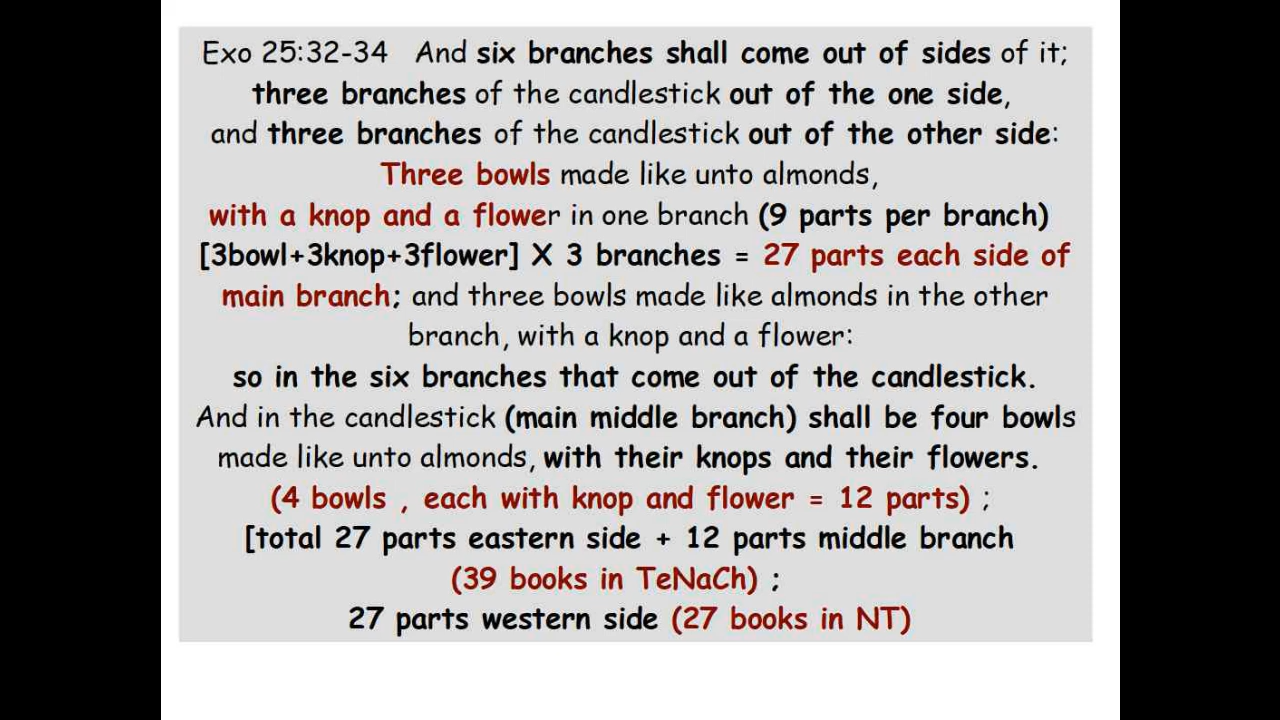 Exo 25:32-34 And six branches shall come out of sides of it;
three branches of the candlestick out of the one side,
and three branches of the candlestick out of the other side:
Three bowls made like unto almonds,
with a knop and a flower in one branch (9 parts per branch)
[3bowl+3knop+3flower] X 3 branches = 27 parts each side of
main branch; and three bowls made like almonds in the other
branch, with a knop and a flower:
so in the six branches that come out of the candlestick.
And in the candlestick (main middle branch) shall be four bowls
made like unto almonds, with their knops and their flowers.
(4 bowls , each with knop and flower = 12 parts) ;
[total 27 parts eastern side + 12 parts middle branch
(39 books in TeNaCh) ;
27 parts western side (27 books in NT)